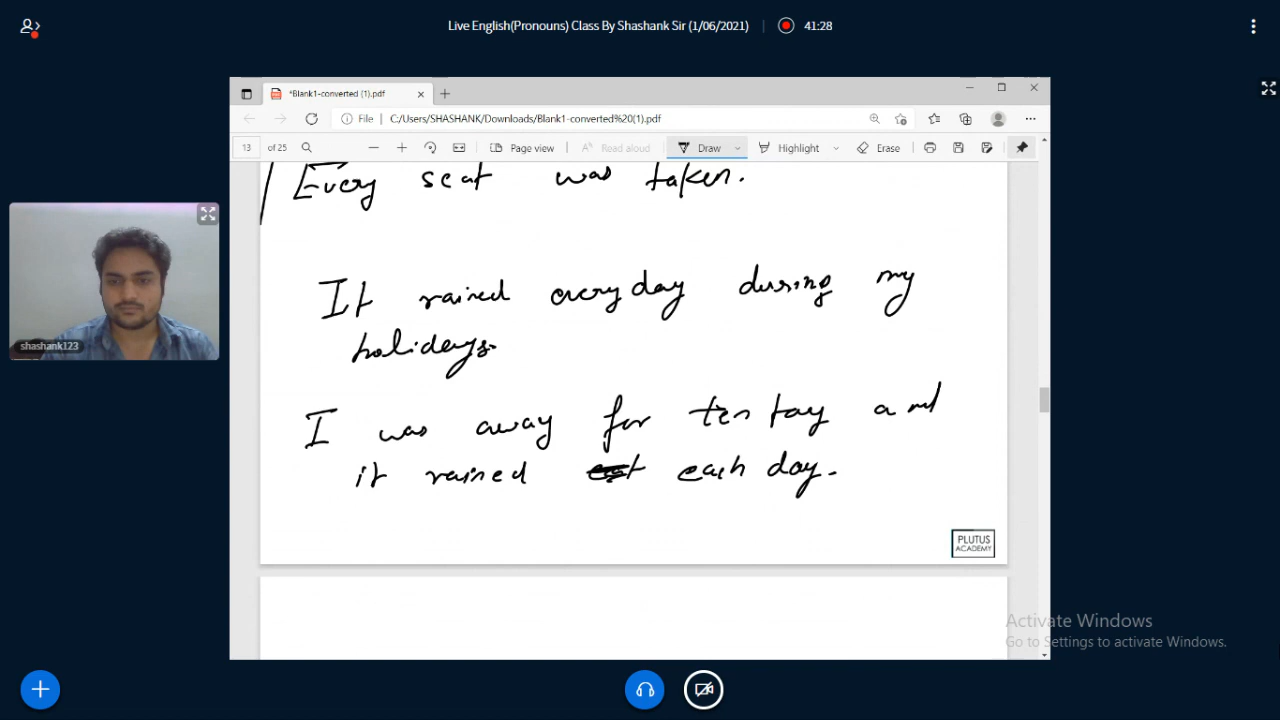 Live English(Pronouns) Class By Shashank Sir (1/06/2021) 41:28
*Blank1-converted (1).pdf
File C:/Users/SHASHANK/Downloads/Blank1-converted%20(1).pdf
13 of 25 Page view Read aloud Draw Highlight Erase
Every seat was taken.
It rained everyday during my
holidays.
I was away for ten tay and
it rained each day.
shashank123
PLUTUS
ACADEMY
Activate Windows
Go to Settings to activate Windows.